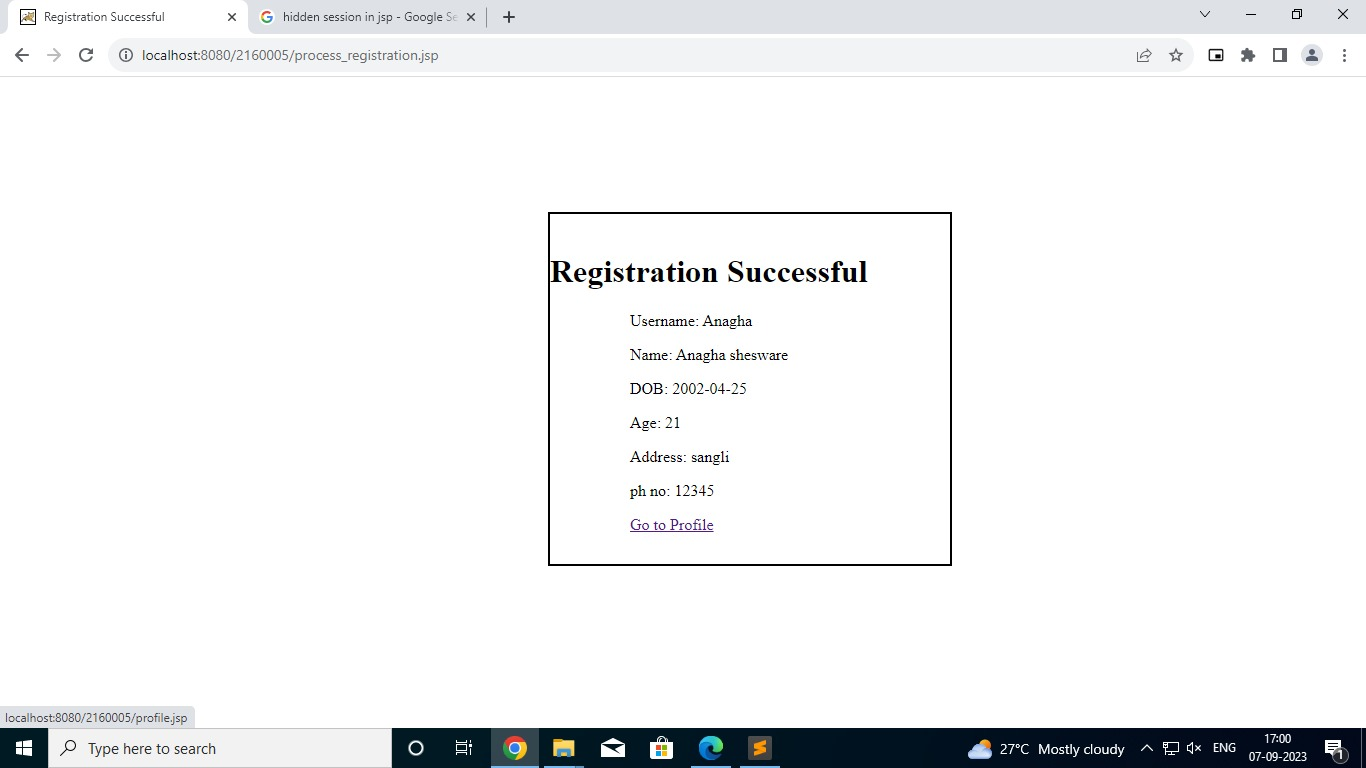 Registration Successful
hidden session in jsp - Google Se
localhost:8080/2160005/process_registration.jsp
Registration Successful
Username: Anagha
Name: Anagha shesware
DOB: 2002-04-25
Age: 21
Address: sangli
ph no: 12345
Go to Profile
localhost:8080/2160005/profile.jsp
Type here to search
27°C Mostly cloudy
ENG
17:00
07-09-2023
1